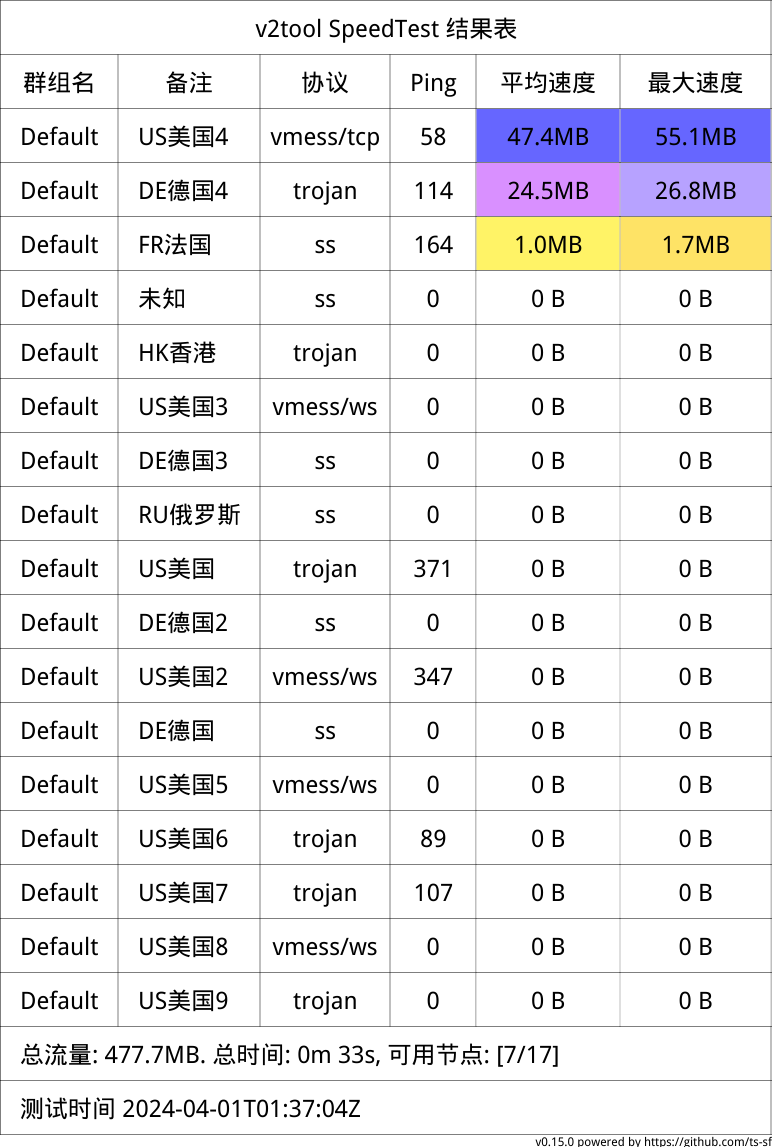 v2tool SpeedTest 结果表
群组名 备注 协议 Ping 平均速度 最大速度
Default US美国4 vmess/tcp 58 47.4MB 55.1MB
Default DE德国4 trojan 114 24.5MB 26.8MB
Default FR法国 ss 164 1.0MB 1.7MB
Default 未知 ss 0 0 B 0 B
Default HK香港 trojan 0 0 B 0 B
Default US美国3 vmess/ws 0 0 B 0 B
Default DE德国3 ss 0 0 B 0 B
Default RU俄罗斯 ss 0 0 B 0 B
Default US美国 trojan 371 0 B 0 B
Default DE德国2 ss 0 0 B 0 B
Default US美国2 vmess/ws 347 0 B 0 B
Default DE德国 ss 0 0 B 0 B
Default US美国5 vmess/ws 0 0 B 0 B
Default US美国6 trojan 89 0 B 0 B
Default US美国7 trojan 107 0 B 0 B
Default US美国8 vmess/ws 0 0 B 0 B
Default US美国9 trojan 0 0 B 0 B
总流量: 477.7MB. 总时间: 0m 33s, 可用节点: [7/17]
测试时间 2024-04-01T01:37:04Z
v0.15.0 powered by https://github.com/ts-sf